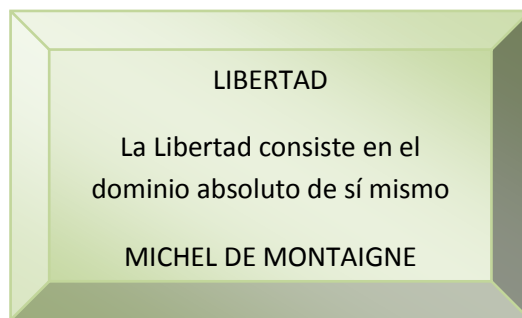 LIBERTAD
La Libertad consiste en el
dominio absoluto de sí mismo
MICHEL DE MONTAIGNE